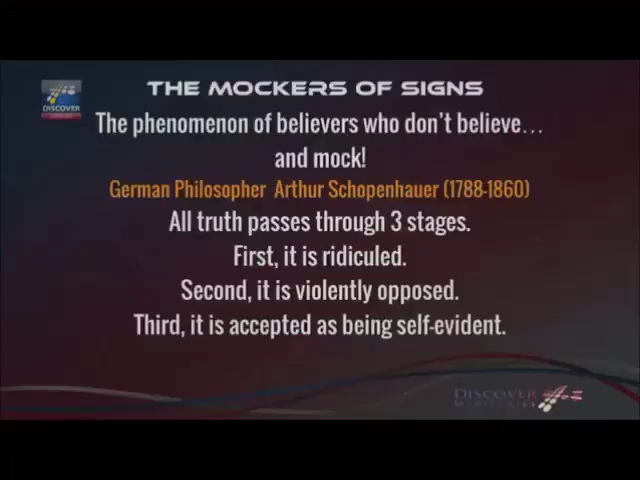 THE MOCKERS OF SIGNS
DISCOVER
The phenomenon of believers who don't believe...
and mock!
German Philosopher Arthur Schopenhauer (1788-1860)
All truth passes through 3 stages.
First, it is ridiculed.
Second, it is violently opposed.
Third, it is accepted as being self-evident.
DISCOVER
MINISTRIES